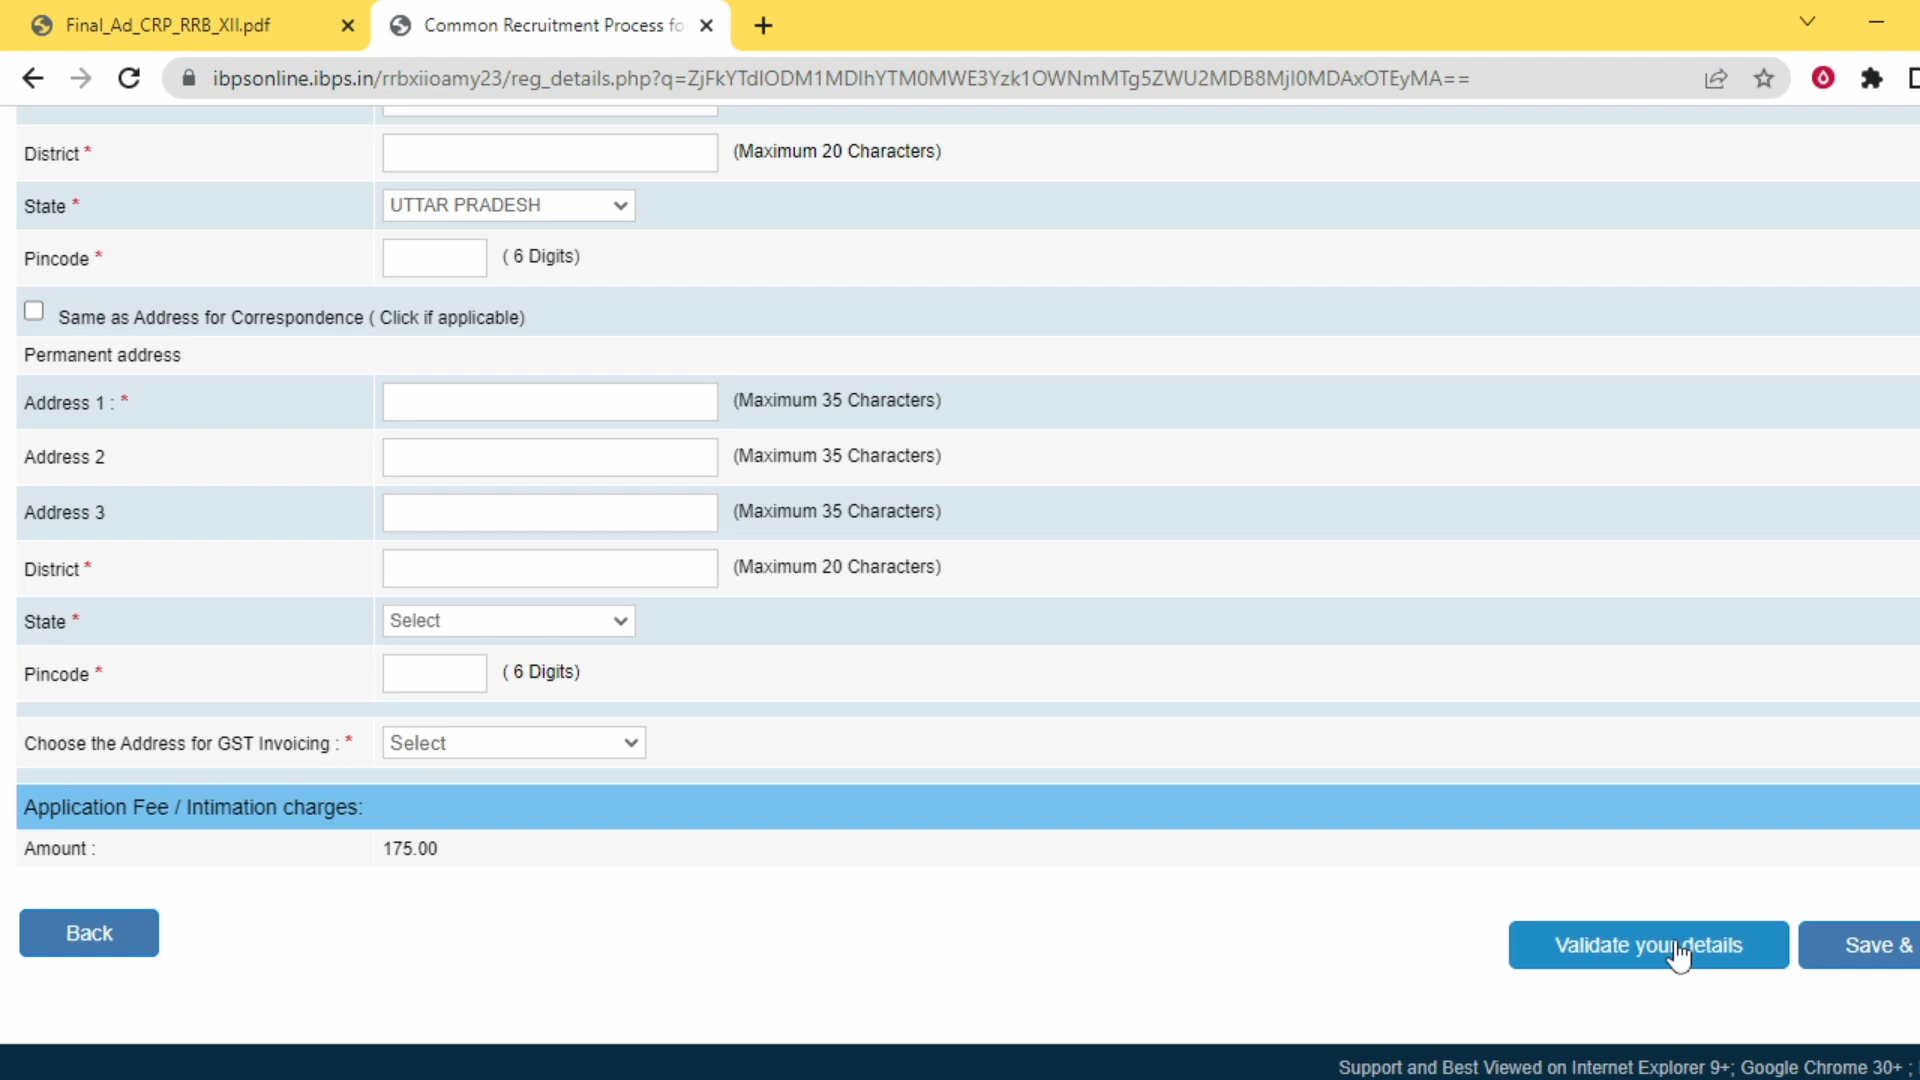 Final_Ad_CRP_RRB_XII.pdf
Common Recruitment Process fo
ibpsonline.ibps.in/rrbxiioamy23/reg_details.php?q=ZjFkYTdlODM1MDlhYTM0MWE3Yzk1OWNmMTg5ZWU2MDB8MjI0MDAxOTEyMA==
District *
(Maximum 20 Characters)
State *
UTTAR PRADESH
Pincode *
( 6 Digits)
Same as Address for Correspondence ( Click if applicable)
Permanent address
Address 1 : *
(Maximum 35 Characters)
Address 2
(Maximum 35 Characters)
Address 3
(Maximum 35 Characters)
District *
(Maximum 20 Characters)
State *
Select
Pincode *
( 6 Digits)
Choose the Address for GST Invoicing : *
Select
Application Fee / Intimation charges:
Amount :
175.00
Back
Validate your details
Save &
Support and Best Viewed on Internet Explorer 9+; Google Chrome 30+ ;